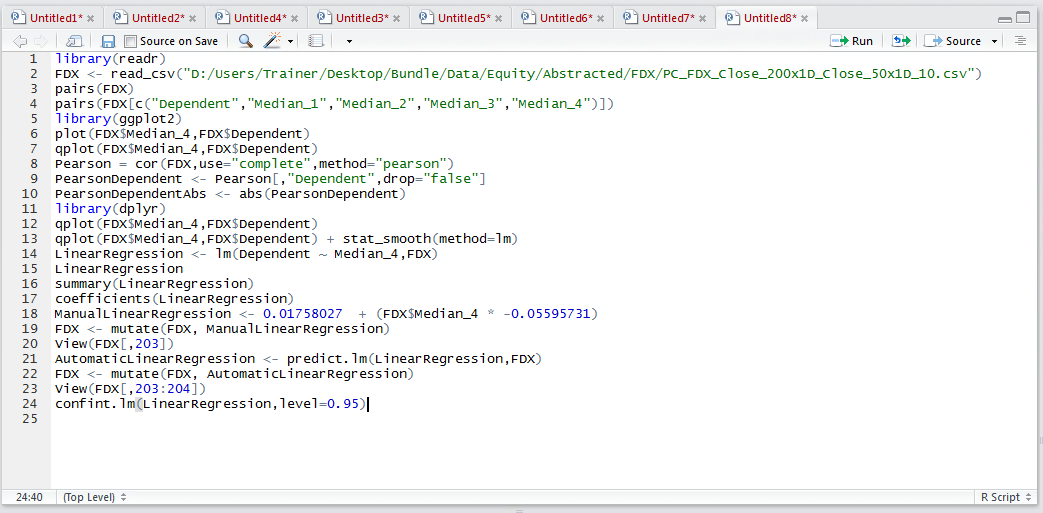 Untitled1* Untitled2* Untitled4* Untitled3* Untitled5* Untitled6* Untitled7* Untitled8*
Source on Save Run Source
1 library(readr)
2 FDX <- read_csv("D:/Users/Trainer/Desktop/Bundle/Data/Equity/Abstracted/FDX/PC_FDX_Close_200x1D_Close_50x1D_10.csv")
3 pairs(FDX)
4 pairs(FDX[c("Dependent","Median_1","Median_2","Median_3","Median_4")])
5 library(ggplot2)
6 plot(FDX$Median_4,FDX$Dependent)
7 qplot(FDX$Median_4,FDX$Dependent)
8 Pearson = cor(FDX,use="complete",method="pearson")
9 PearsonDependent <- Pearson[,"Dependent",drop="false"]
10 PearsonDependentAbs <- abs(PearsonDependent)
11 library(dplyr)
12 qplot(FDX$Median_4,FDX$Dependent)
13 qplot(FDX$Median_4,FDX$Dependent) + stat_smooth(method=lm)
14 LinearRegression <- lm(Dependent ~ Median_4,FDX)
15 LinearRegression
16 summary(LinearRegression)
17 coefficients(LinearRegression)
18 ManualLinearRegression <- 0.01758027  + (FDX$Median_4 * -0.05595731)
19 FDX <- mutate(FDX, ManualLinearRegression)
20 View(FDX[,203])
21 AutomaticLinearRegression <- predict.lm(LinearRegression,FDX)
22 FDX <- mutate(FDX, AutomaticLinearRegression)
23 View(FDX[,203:204])
24 confint.lm(LinearRegression,level=0.95)
25
24:40 (Top Level) R Script